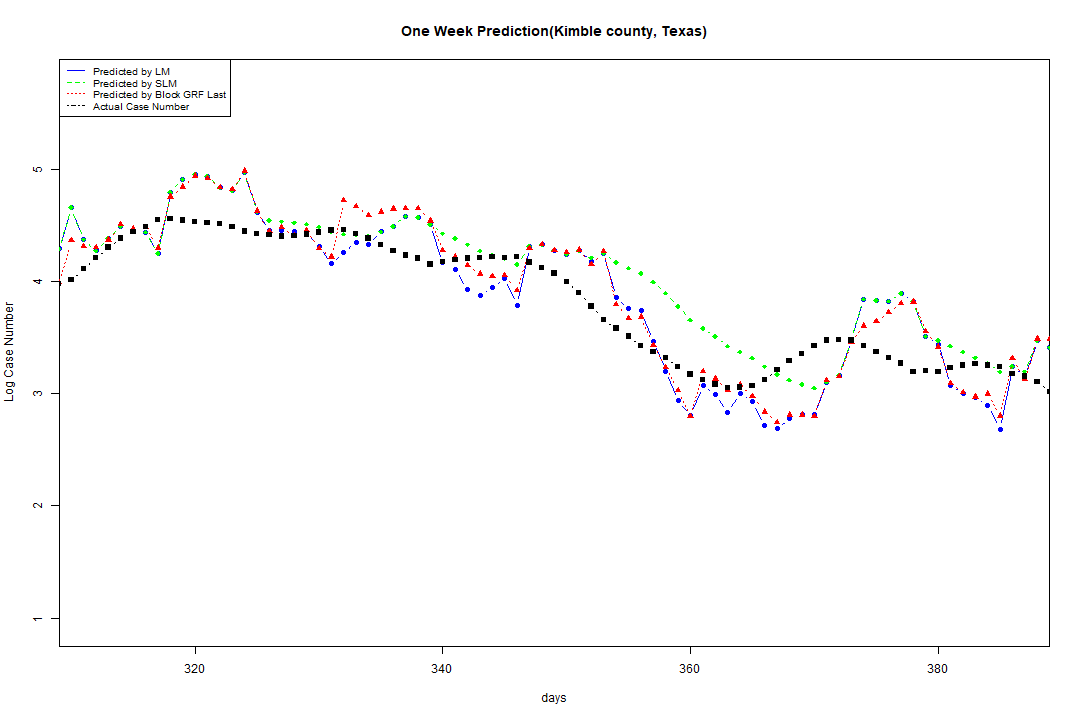 One Week Prediction(Kimble county, Texas)
Predicted by LM
Predicted by SLM
Predicted by Block GRF Last
Actual Case Number
5
4
3
2
1
Log Case Number
320 340 360 380
days